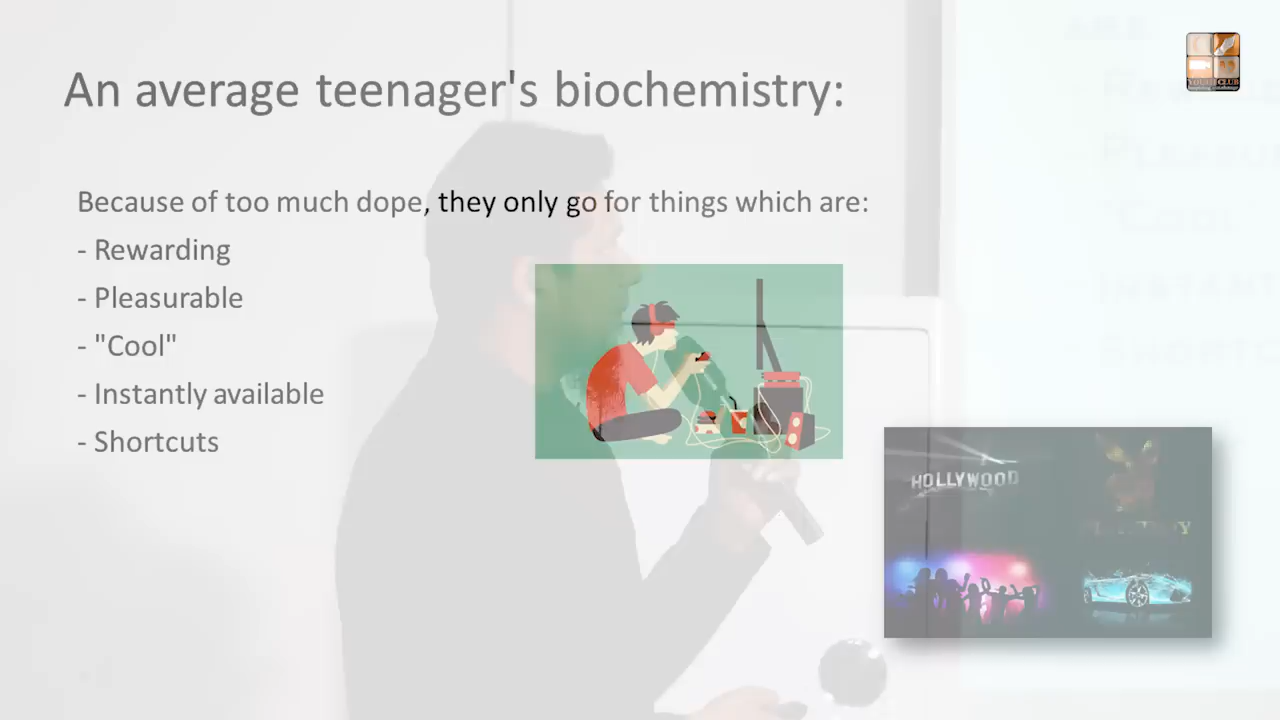 An average teenager's biochemistry:
Because of too much dope, they only go for things which are:
- Rewarding
- Pleasurable
- "Cool"
- Instantly available
- Shortcuts
HOLLYWOOD